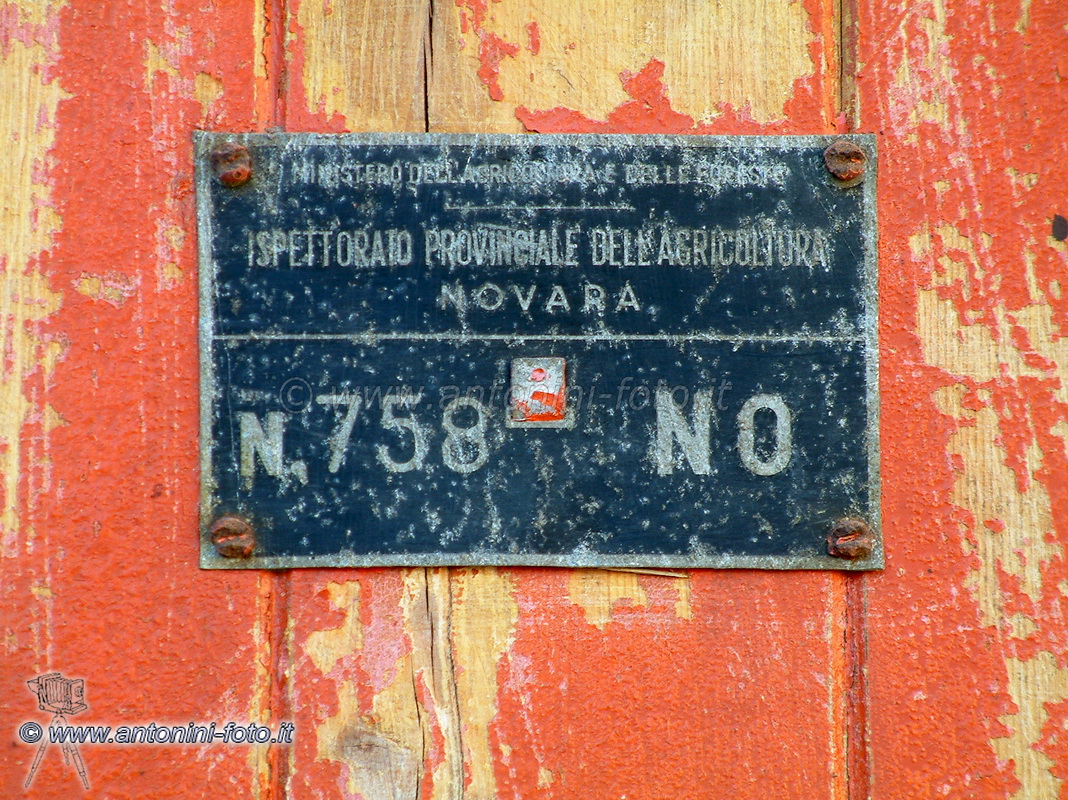 MINISTERO DELL'AGRICOLTURA E DELLE FORESTE
ISPETTORATO PROVINCIALE DELL'AGRICOLTURA
NOVARA
N. 758 NO
© www.antonini-foto.it
© www.antonini-foto.it